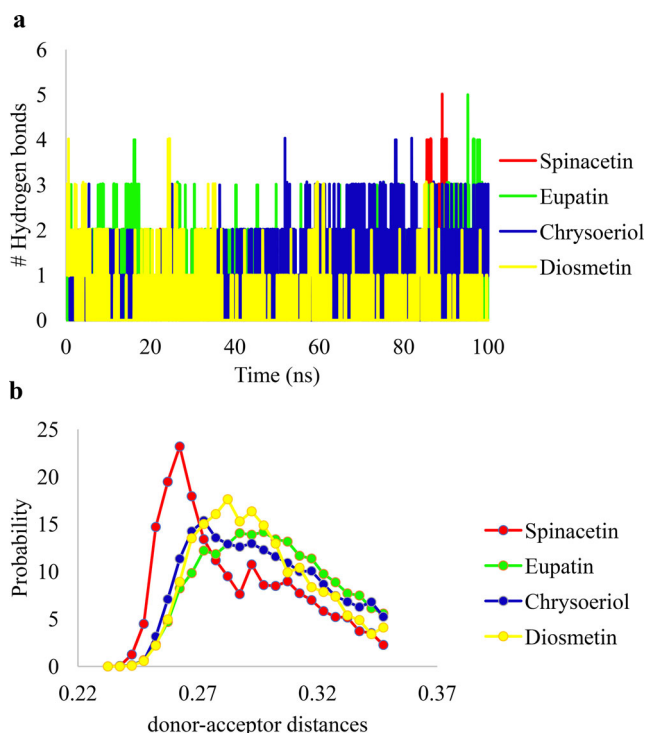 a
# Hydrogen bonds
6
5
4
3
2
1
0
0 20 40 60 80 100
Time (ns)
Spinacetin
Eupatin
Chrysoeriol
Diosmetin
b
Probability
25
20
15
10
5
0
0.22 0.27 0.32 0.37
donor-acceptor distances
Spinacetin
Eupatin
Chrysoeriol
Diosmetin